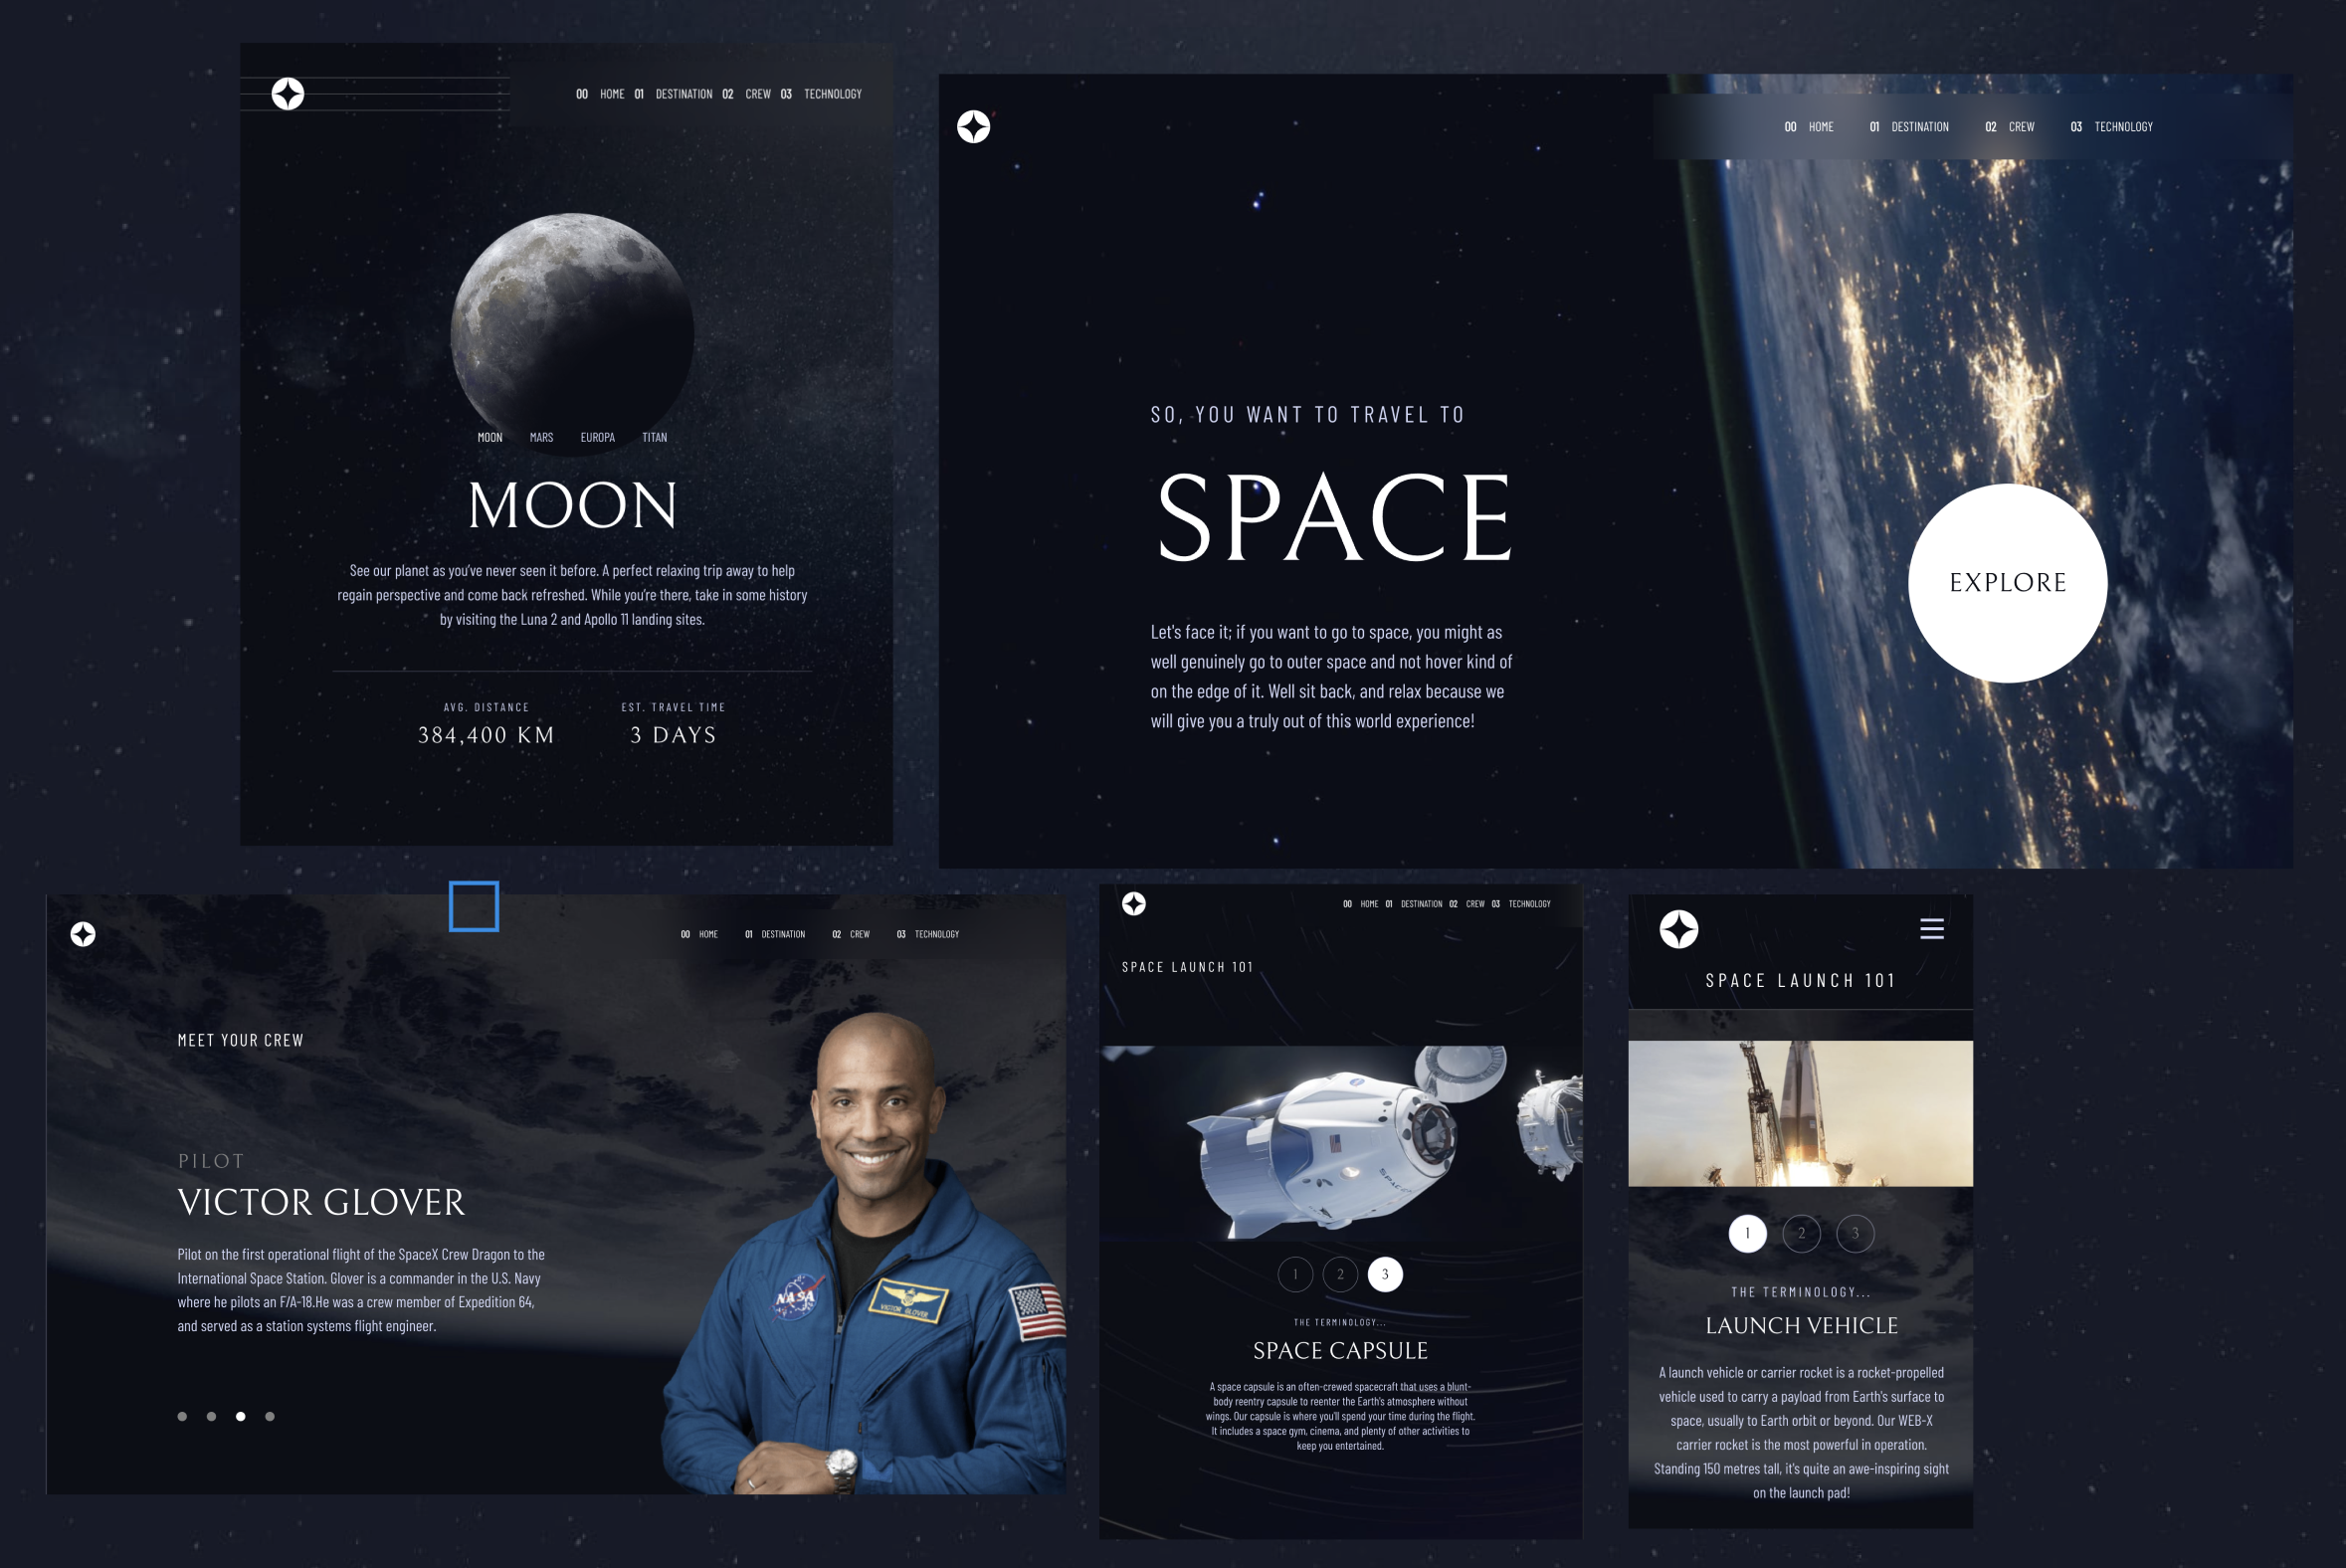 00 HOME 01 DESTINATION 02 CREW 03 TECHNOLOGY
MOON MARS EUROPA TITAN
MOON
See our planet as you've never seen it before. A perfect relaxing trip away to help
regain perspective and come back refreshed. While you're there, take in some history
by visiting the Luna 2 and Apollo 11 landing sites.
AVG. DISTANCE
384,400 KM
EST. TRAVEL TIME
3 DAYS
00 HOME 01 DESTINATION 02 CREW 03 TECHNOLOGY
SO, YOU WANT TO TRAVEL TO
SPACE
Let's face it; if you want to go to space, you might as
well genuinely go to outer space and not hover kind of
on the edge of it. Well sit back, and relax because we
will give you a truly out of this world experience!
EXPLORE
00 HOME 01 DESTINATION 02 CREW 03 TECHNOLOGY
MEET YOUR CREW
PILOT
VICTOR GLOVER
Pilot on the first operational flight of the SpaceX Crew Dragon to the
International Space Station. Glover is a commander in the U.S. Navy
where he pilots an F/A-18.He was a crew member of Expedition 64,
and served as a station systems flight engineer.
NASA
VICTOR GLOVER
00 HOME 01 DESTINATION 02 CREW 03 TECHNOLOGY
SPACE LAUNCH 101
SPACEX
1 2 3
THE TERMINOLOGY...
SPACE CAPSULE
A space capsule is an often-crewed spacecraft that uses a blunt-
body reentry capsule to reenter the Earth's atmosphere without
wings. Our capsule is where you'll spend your time during the flight.
It includes a space gym, cinema, and plenty of other activities to
keep you entertained.
SPACE LAUNCH 101
1 2 3
THE TERMINOLOGY...
LAUNCH VEHICLE
A launch vehicle or carrier rocket is a rocket-propelled
vehicle used to carry a payload from Earth's surface to
space, usually to Earth orbit or beyond. Our WEB-X
carrier rocket is the most powerful in operation.
Standing 150 metres tall, it's quite an awe-inspiring sight
on the launch pad!